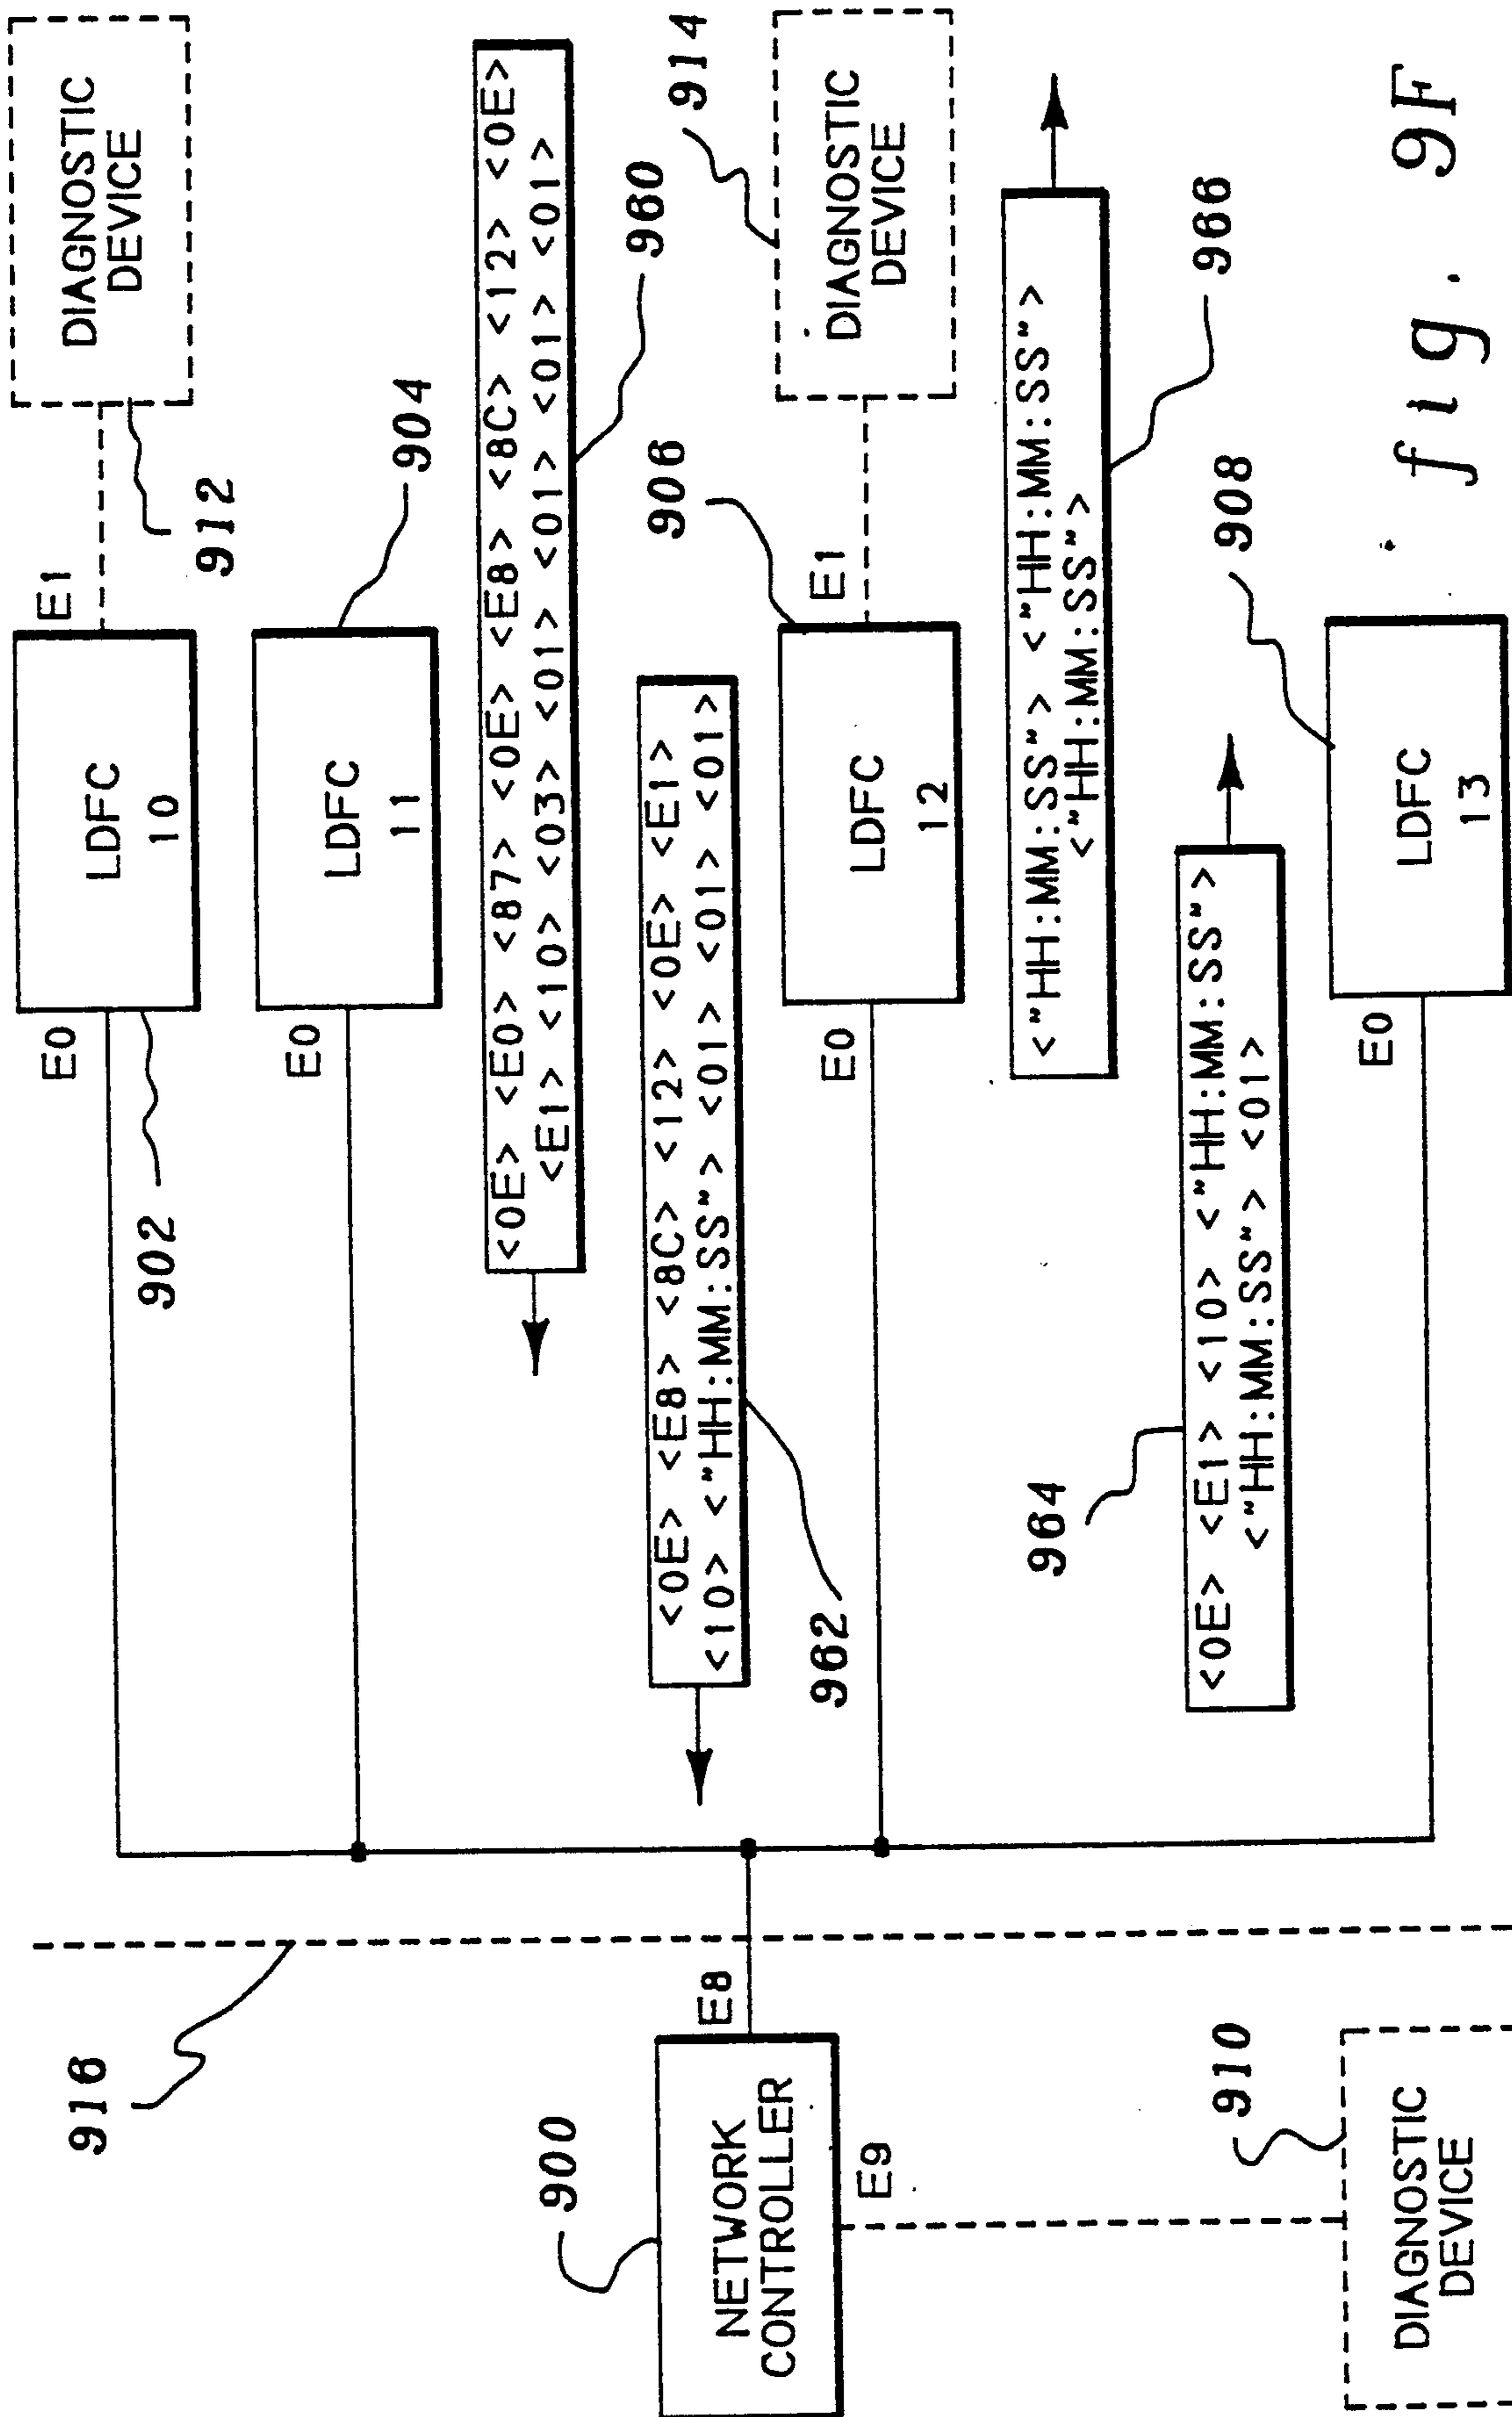 916
900
NETWORK
CONTROLLER
E8
E9
910
DIAGNOSTIC
DEVICE
E0
902
LDFC
10
E1
912
DIAGNOSTIC
DEVICE
E0
LDFC
11
904
<0E> <E0> <87> <0E> <E8> <8C> <12> <0E>
<E1> <10> <03> <01> <01> <01> <01> <01> <01>
960
<0E> <E8> <8C> <12> <0E> <E1>
<10> <"HH:MM:SS"> <01> <01> <01> <01>
962
906
E0
LDFC
12
E1
914
DIAGNOSTIC
DEVICE
<"HH:MM:SS"> <"HH:MM:SS">
<"HH:MM:SS">
966
964
<0E> <E1> <10> <"HH:MM:SS">
<"HH:MM:SS"> <01>
908
E0
LDFC
13
fig. 9F